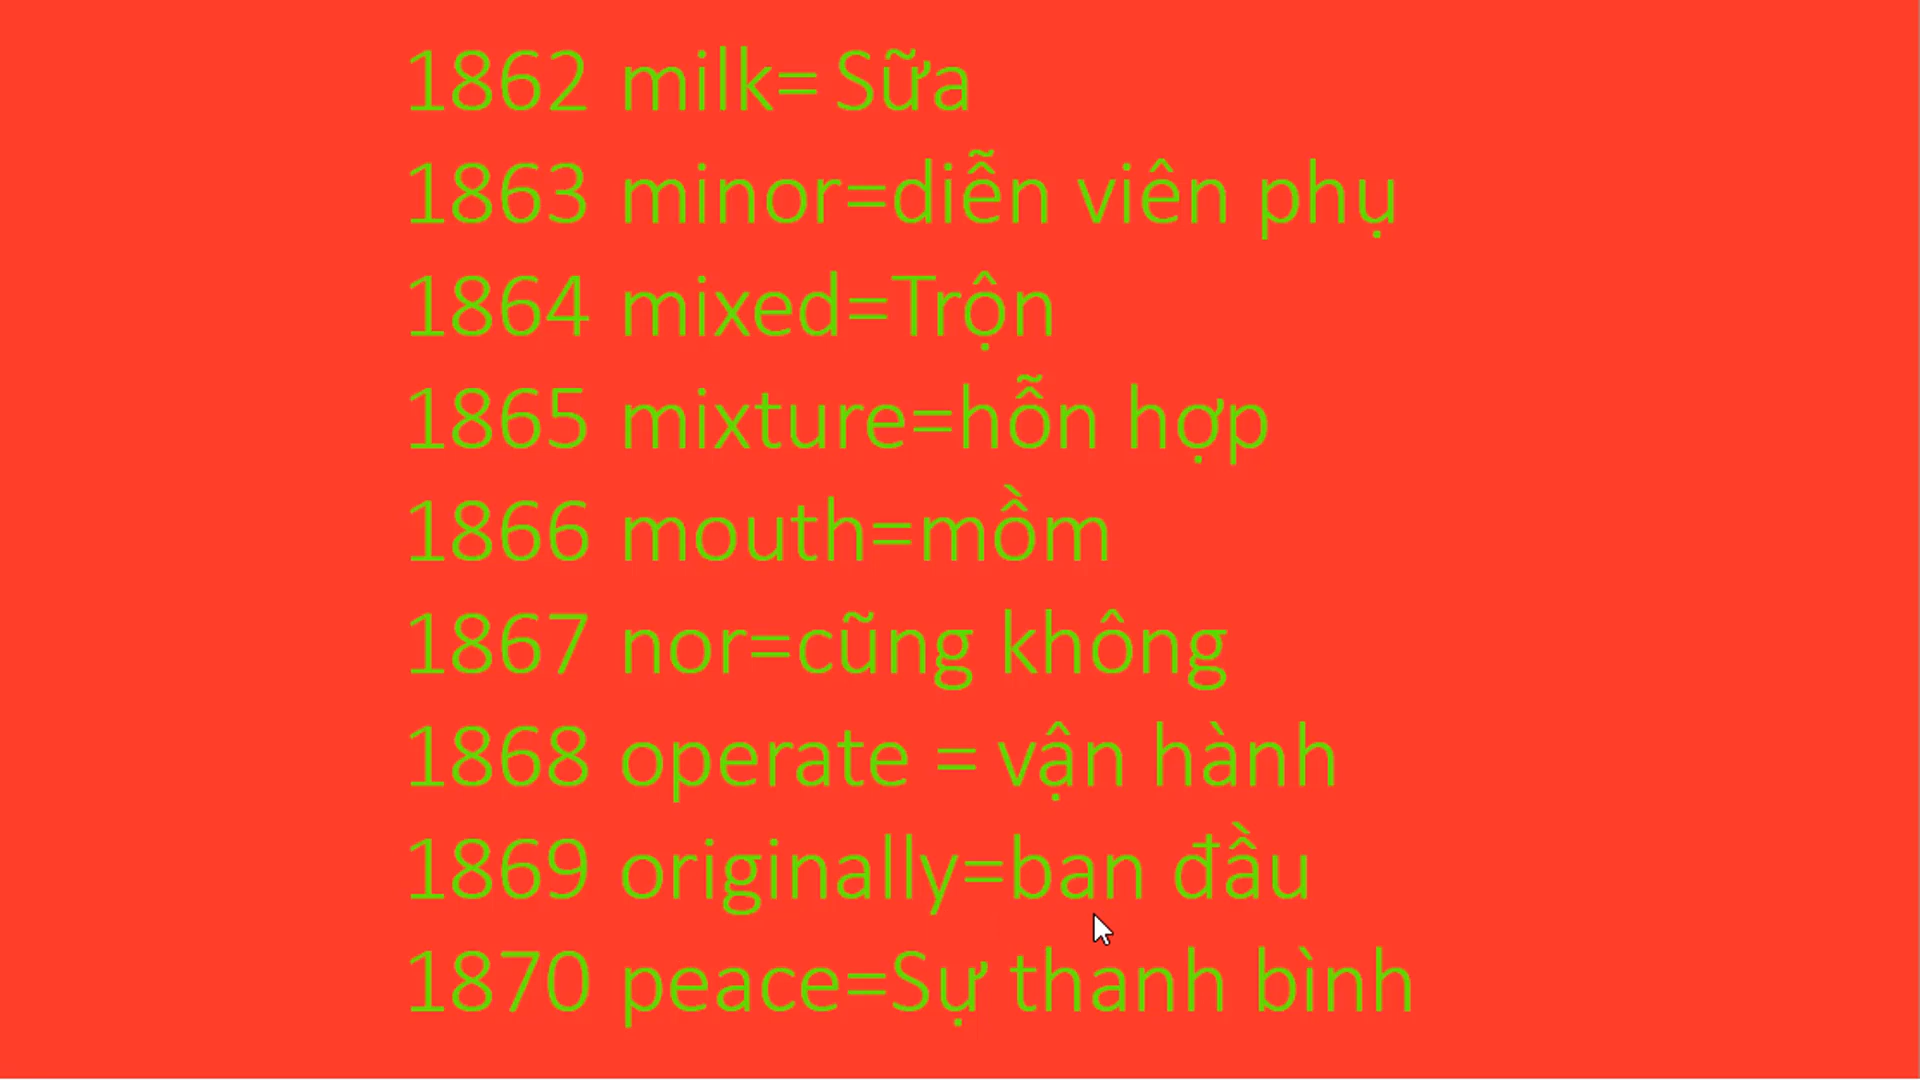 1862 milk= Sữa
1863 minor=diễn viên phụ
1864 mixed=Trộn
1865 mixture=hỗn hợp
1866 mouth=mồm
1867 nor=cũng không
1868 operate = vận hành
1869 originally=ban đầu
1870 peace=Sự thanh bình